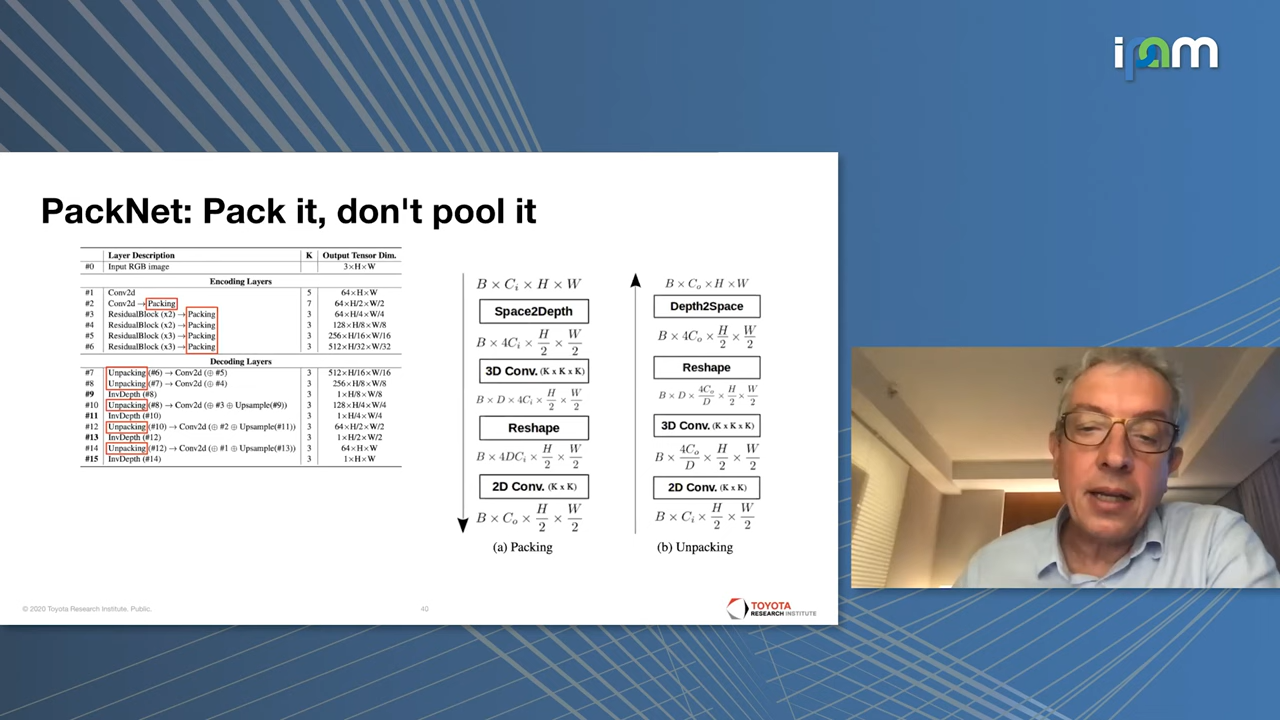 ipam
PackNet: Pack it, don't pool it
Layer Description K Output Tensor Dim.
#0 Input RGB image 3×H×W
Encoding Layers
#1 Conv2d 5 64×H×W
#2 Conv2d → Packing 7 64×H/2×W/2
#3 ResidualBlock (x2) → Packing 3 64×H/4×W/4
#4 ResidualBlock (x2) → Packing 3 128×H/8×W/8
#5 ResidualBlock (x3) → Packing 3 256×H/16×W/16
#6 ResidualBlock (x3) → Packing 3 512×H/32×W/32
Decoding Layers
#7 Unpacking (#6) → Conv2d (⊕ #5) 3 512×H/16×W/16
#8 Unpacking (#7) → Conv2d (⊕ #4) 3 256×H/8×W/8
#9 InvDepth (#8) 3 1×H/8×W/8
#10 Unpacking (#8) → Conv2d (⊕ #3 ⊕ Upsample(#9)) 3 128×H/4×W/4
#11 InvDepth (#10) 3 1×H/4×W/4
#12 Unpacking (#10) → Conv2d (⊕ #2 ⊕ Upsample(#11)) 3 64×H/2×W/2
#13 InvDepth (#12) 3 1×H/2×W/2
#14 Unpacking (#12) → Conv2d (⊕ #1 ⊕ Upsample(#13)) 3 64×H×W
#15 InvDepth (#14) 3 1×H×W
B × C_i × H × W
Space2Depth
B × 4C_i × H/2 × W/2
3D Conv. (K x K x K)
B × D × 4C_i × H/2 × W/2
Reshape
B × 4DC_i × H/2 × W/2
2D Conv. (K x K)
B × C_o × H/2 × W/2
(a) Packing
B × C_o × H × W
Depth2Space
B × 4C_o × H/2 × W/2
Reshape
B × D × 4C_o/D × H/2 × W/2
3D Conv. (K x K x K)
B × 4C_o/D × H/2 × W/2
2D Conv. (K x K)
B × C_i × H/2 × W/2
(b) Unpacking
© 2020 Toyota Research Institute. Public.
40
TOYOTA
RESEARCH INSTITUTE